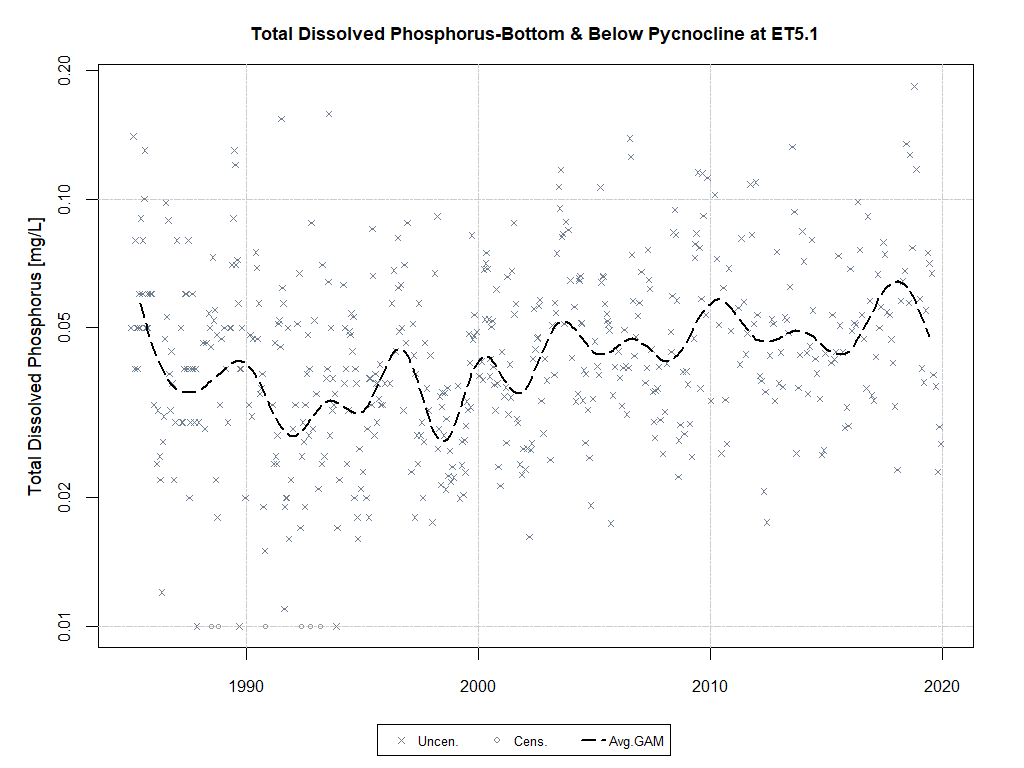 Total Dissolved Phosphorus-Bottom & Below Pycnocline at ET5.1
Total Dissolved Phosphorus [mg/L]
0.20
0.10
0.05
0.02
0.01
1990
2000
2010
2020
Uncen.
Cens.
Avg.GAM